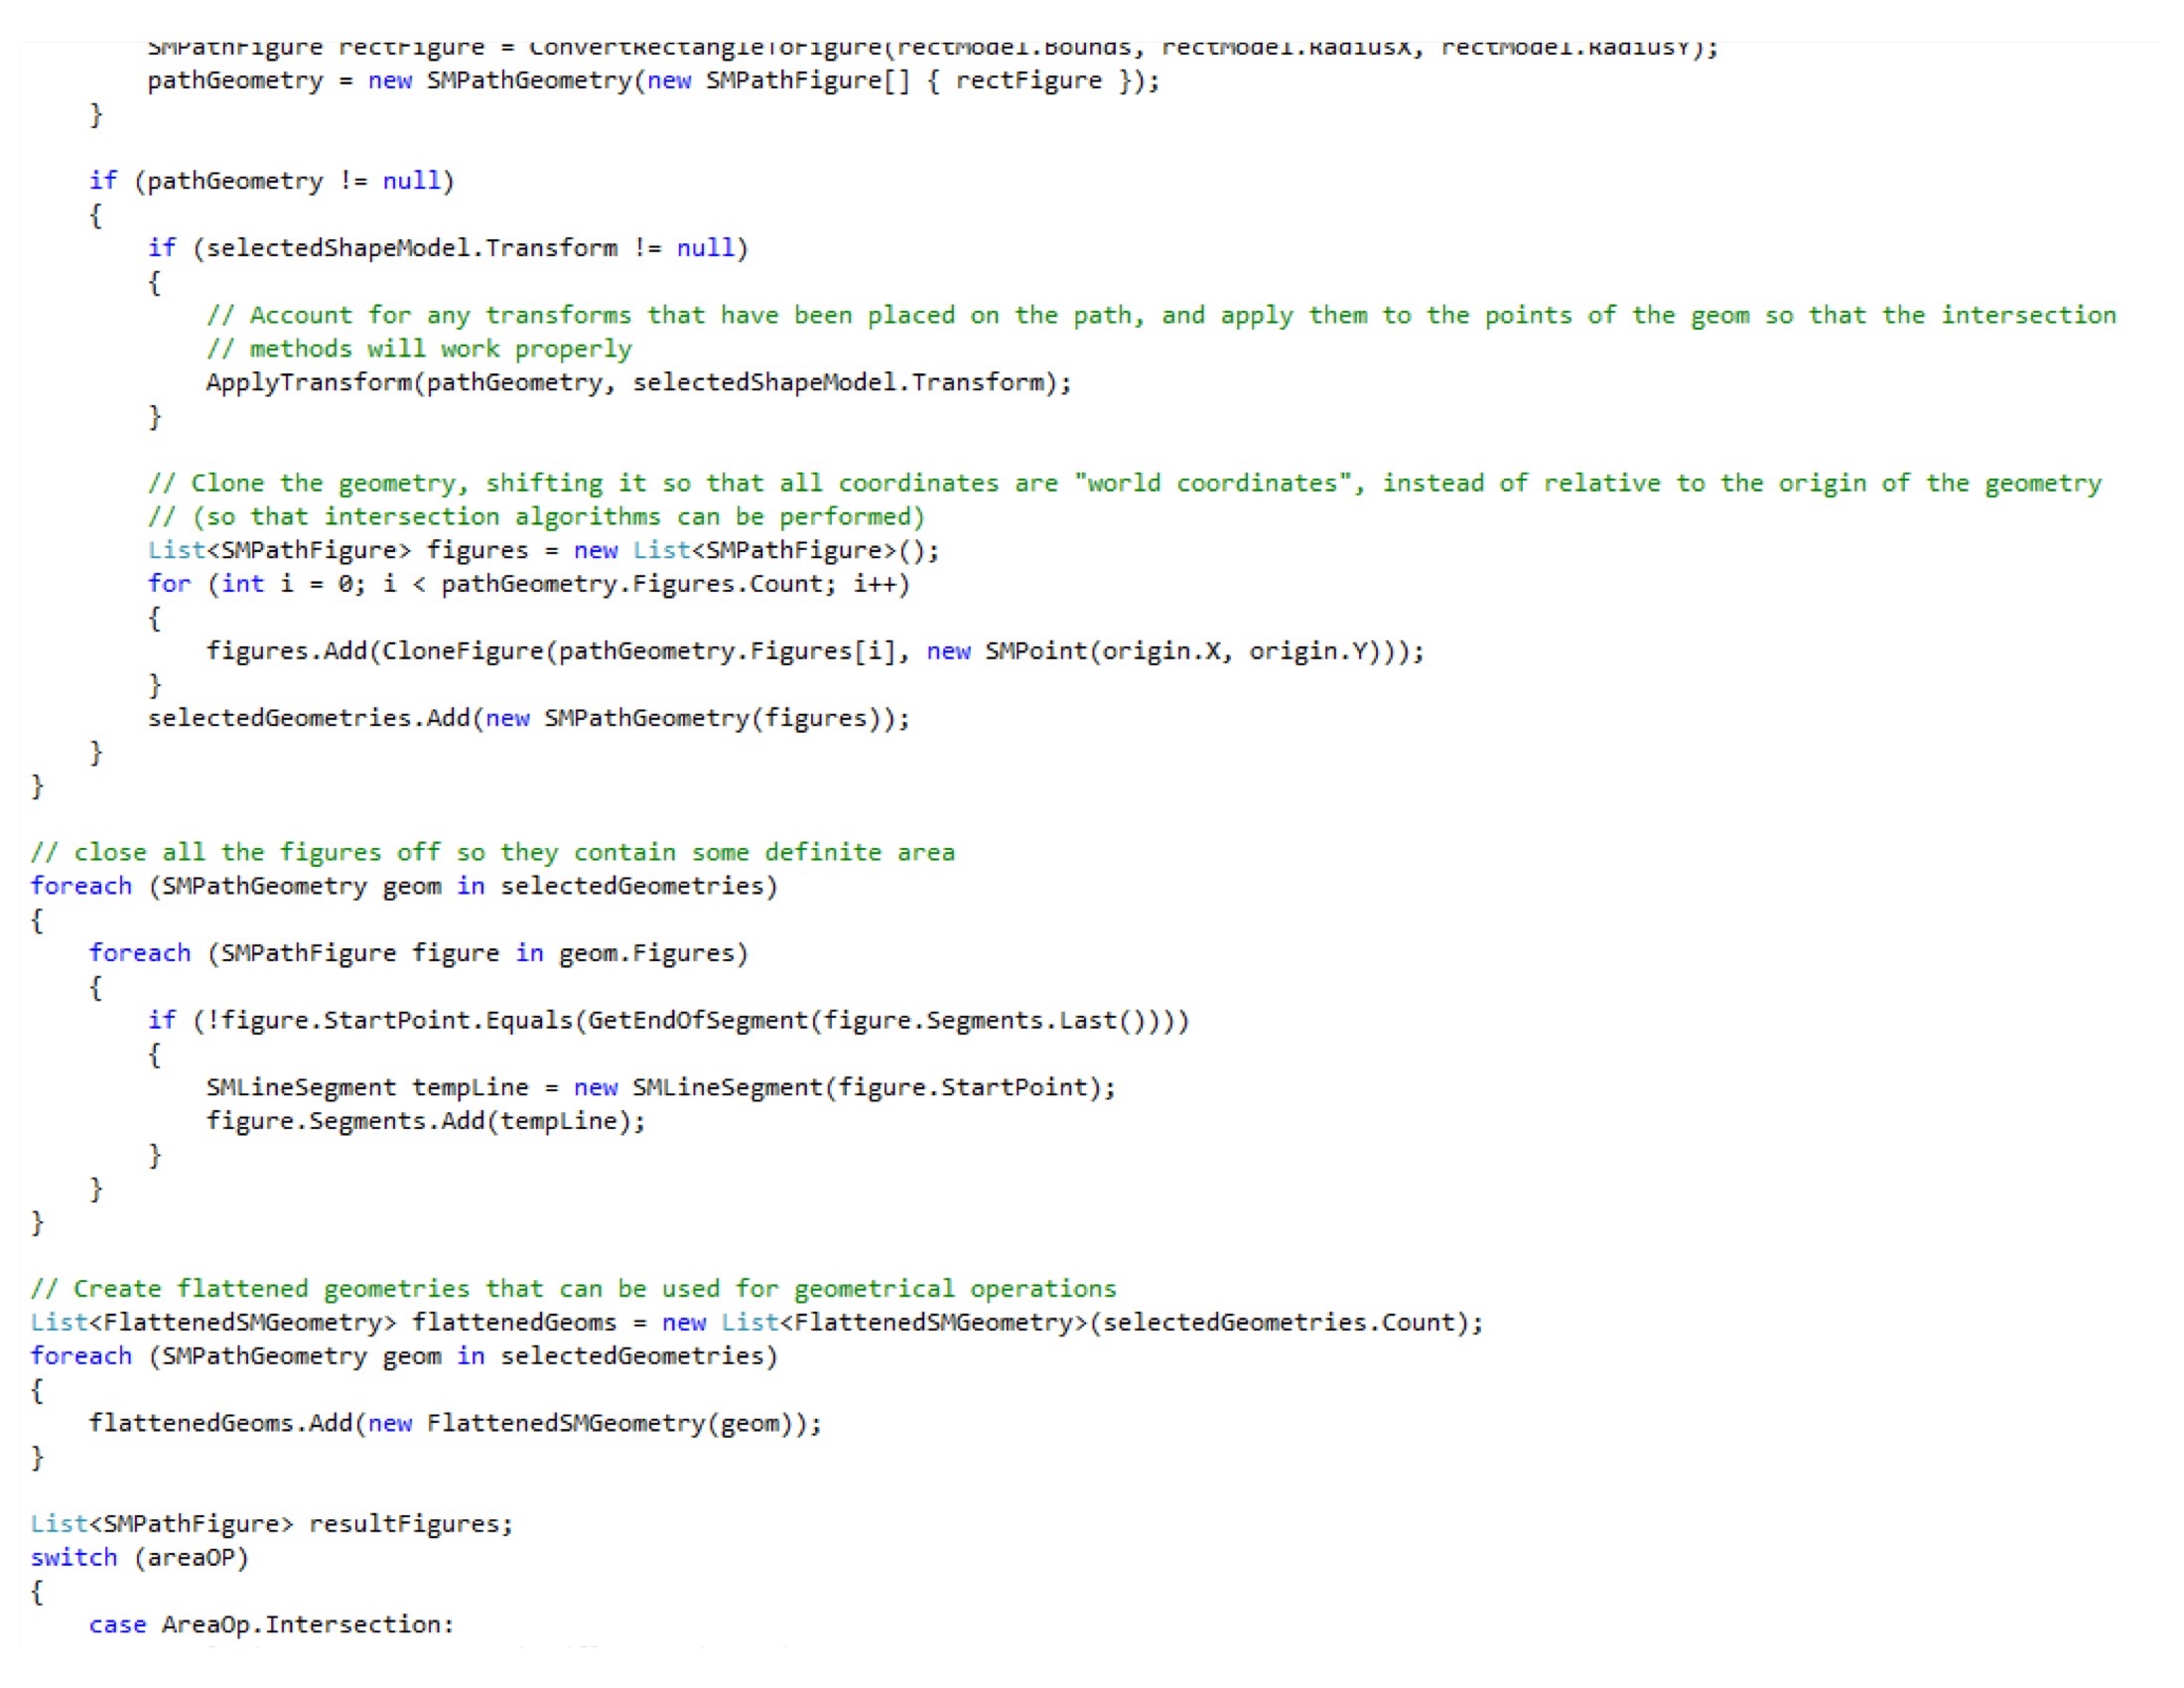 SMPathFigure rectFigure = ConvertRectangleToFigure(rectModel.Bounds, rectModel.RadiusX, rectModel.RadiusY);
pathGeometry = new SMPathGeometry(new SMPathFigure[] { rectFigure });
}
if (pathGeometry != null)
{
if (selectedShapeModel.Transform != null)
{
// Account for any transforms that have been placed on the path, and apply them to the points of the geom so that the intersection
// methods will work properly
ApplyTransform(pathGeometry, selectedShapeModel.Transform);
}
// Clone the geometry, shifting it so that all coordinates are "world coordinates", instead of relative to the origin of the geometry
// (so that intersection algorithms can be performed)
List<SMPathFigure> figures = new List<SMPathFigure>();
for (int i = 0; i < pathGeometry.Figures.Count; i++)
{
figures.Add(CloneFigure(pathGeometry.Figures[i], new SMPoint(origin.X, origin.Y)));
}
selectedGeometries.Add(new SMPathGeometry(figures));
}
}
// close all the figures off so they contain some definite area
foreach (SMPathGeometry geom in selectedGeometries)
{
foreach (SMPathFigure figure in geom.Figures)
{
if (!figure.StartPoint.Equals(GetEndOfSegment(figure.Segments.Last())))
{
SMLineSegment tempLine = new SMLineSegment(figure.StartPoint);
figure.Segments.Add(tempLine);
}
}
}
// Create flattened geometries that can be used for geometrical operations
List<FlattenedSMGeometry> flattenedGeoms = new List<FlattenedSMGeometry>(selectedGeometries.Count);
foreach (SMPathGeometry geom in selectedGeometries)
{
flattenedGeoms.Add(new FlattenedSMGeometry(geom));
}
List<SMPathFigure> resultFigures;
switch (areaOP)
{
case AreaOp.Intersection: